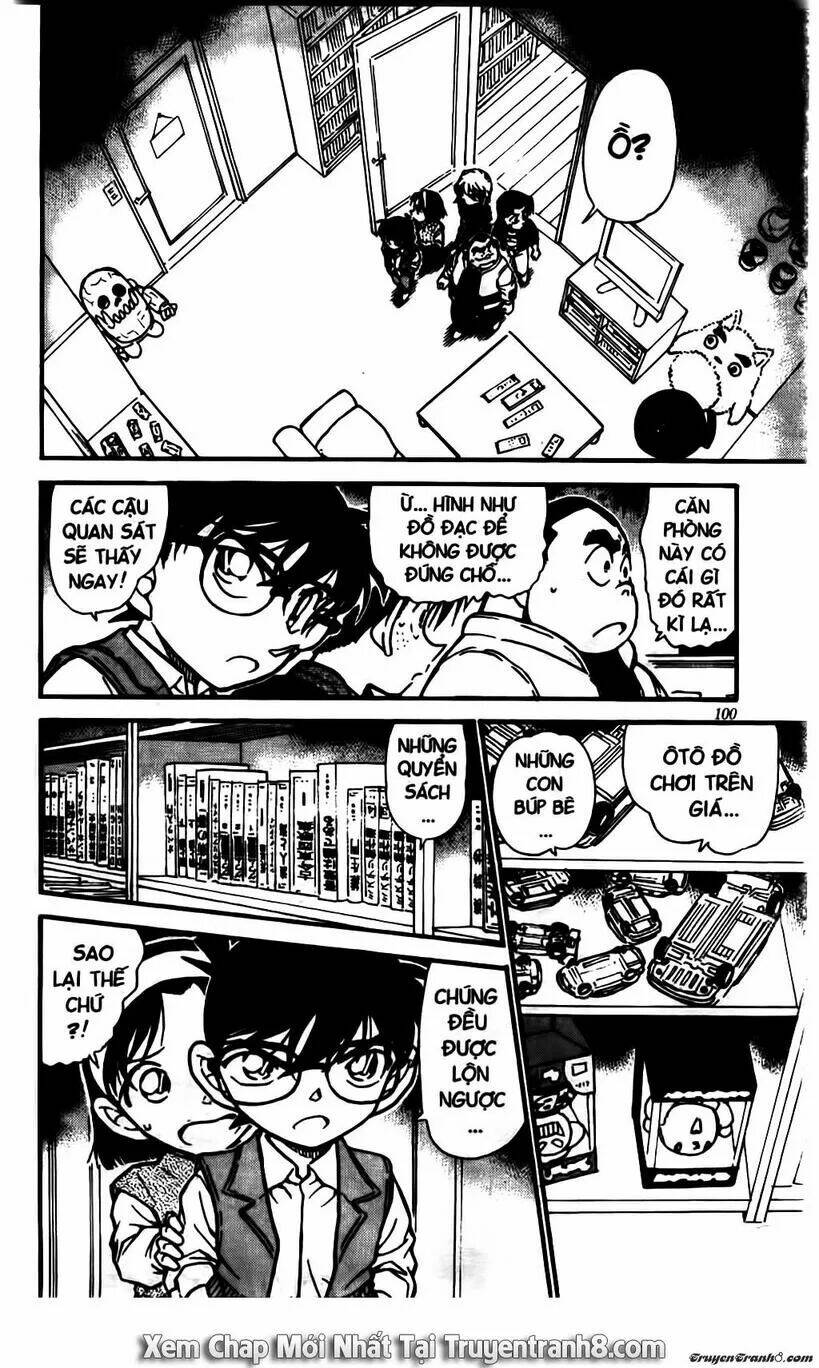 Ồ?
CĂN
PHÒNG
NÀY CÓ
CÁI GÌ
ĐÓ RẤT
KÌ LẠ...
Ừ... HÌNH NHƯ
ĐỒ ĐẠC ĐỂ
KHÔNG ĐƯỢC
ĐÚNG CHỖ...
CÁC CẬU
QUAN SÁT
SẼ THẤY
NGAY!
100
ÔTÔ ĐỒ
CHƠI TRÊN
GIÁ...
NHỮNG
CON
BÚP BÊ
...
NHỮNG
QUYỂN
SÁCH
...
CHÚNG
ĐỀU
ĐƯỢC
LỘN
NGƯỢC
...
SAO
LẠI THẾ
CHỨ
?!
Xem Chap Mới Nhất Tại Truyentranh8.com
TruyenTranh8.com